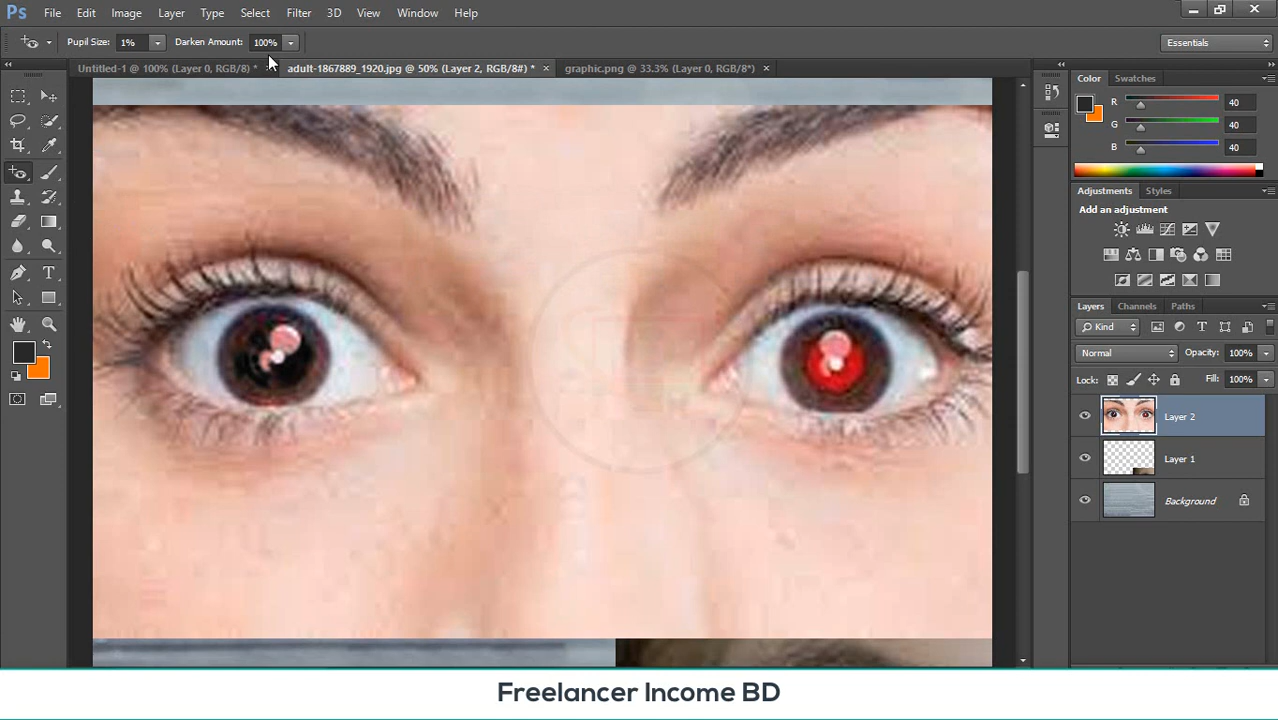 Ps File Edit Image Layer Type Select Filter 3D View Window Help
Pupil Size: 1% Darken Amount: 100% Essentials
Untitled-1 @ 100% (Layer 0, RGB/8) * adult-1867889_1920.jpg @ 50% (Layer 2, RGB/8#) * × graphic.png @ 33.3% (Layer 0, RGB/8*) ×
Color Swatches
R 40
G 40
B 40
Adjustments Styles
Add an adjustment
Layers Channels Paths
Kind
Normal Opacity: 100%
Lock: Fill: 100%
Layer 2
Layer 1
Background
Freelancer Income BD